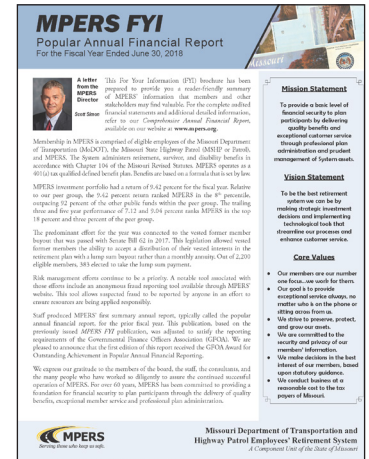 MPERS FYI
Popular Annual Financial Report
For the Fiscal Year Ended June 30, 2018
Missouri
A letter
from the
MPERS
Director
Scott Simon
This For Your Information (FYI) brochure has been
prepared to provide you a reader-friendly summary
of MPERS' information that members and other
stakeholders may find valuable. For the complete audited
financial statements and additional detailed information,
refer to our Comprehensive Annual Financial Report,
available on our website at www.mpers.org.
Membership in MPERS is comprised of eligible employees of the Missouri Department
of Transportation (MoDOT), the Missouri State Highway Patrol (MSHP or Patrol),
and MPERS. The System administers retirement, survivor, and disability benefits in
accordance with Chapter 104 of the Missouri Revised Statutes. MPERS operates as a
401(a) tax qualified defined benefit plan. Benefits are based on a formula that is set by law.
MPERS investment portfolio had a return of 9.42 percent for the fiscal year. Relative
to our peer group, the 9.42 percent return ranked MPERS in the 8th percentile,
outpacing 92 percent of the other public funds within the peer group. The trailing
three and five year performance of 7.12 and 9.04 percent ranks MPERS in the top
18 percent and three percent of the peer group.
The predominant effort for the year was connected to the vested former member
buyout that was passed with Senate Bill 62 in 2017. This legislation allowed vested
former members the ability to accept a distribution of their vested interests in the
retirement plan with a lump sum buyout rather than a monthly annuity. Out of 2,200
eligible members, 383 elected to take the lump sum payment.
Risk management efforts continue to be a priority. A notable tool associated with
those efforts include an anonymous fraud reporting tool available through MPERS'
website. This tool allows suspected fraud to be reported by anyone in an effort to
ensure resources are being applied responsibly.
Staff produced MPERS' first summary annual report, typically called the popular
annual financial report, for the prior fiscal year. This publication, based on the
previously issued MPERS FYI publication, was adjusted to satisfy the reporting
requirements of the Governmental Finance Officers Association (GFOA). We are
pleased to announce that the first edition of this report received the GFOA Award for
Outstanding Achievement in Popular Annual Financial Reporting.
We express our gratitude to the members of the board, the staff, the consultants, and
the many people who have worked so diligently to assure the continued successful
operation of MPERS. For over 60 years, MPERS has been committed to providing a
foundation for financial security to plan participants through the delivery of quality
benefits, exceptional member service and professional plan administration.
Mission Statement
To provide a basic level of
financial security to plan
participants by delivering
quality benefits and
exceptional customer service
through professional plan
administration and prudent
management of System assets.
Vision Statement
To be the best retirement
system we can be by
making strategic investment
decisions and implementing
technological tools that
streamline our processes and
enhance customer service.
Core Values
• Our members are our number
one focus...we work for them.
• Our goal is to provide
exceptional service always, no
matter who is on the phone or
sitting across from us.
• We strive to preserve, protect,
and grow our assets.
• We are committed to the
security and privacy of our
members' information.
• We make decisions in the best
interest of our members, based
upon statutory guidance.
• We conduct business at a
reasonable cost to the tax
payers of Missouri.
MPERS
Serving those who keep us safe.
Missouri Department of Transportation and
Highway Patrol Employees' Retirement System
A Component Unit of the State of Missouri